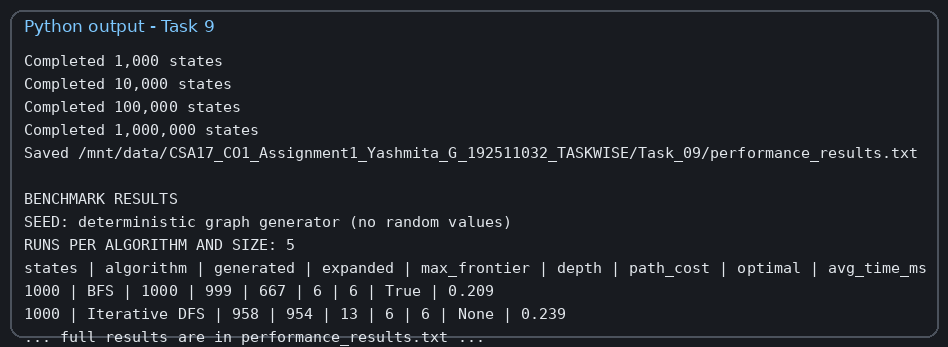 Python output - Task 9
Completed 1,000 states
Completed 10,000 states
Completed 100,000 states
Completed 1,000,000 states
Saved /mnt/data/CSA17_CO1_Assignment1_Yashmita_G_192511032_TASKWISE/Task_09/performance_results.txt
BENCHMARK RESULTS
SEED: deterministic graph generator (no random values)
RUNS PER ALGORITHM AND SIZE: 5
states | algorithm | generated | expanded | max_frontier | depth | path_cost | optimal | avg_time_ms
1000 | BFS | 1000 | 999 | 667 | 6 | 6 | True | 0.209
1000 | Iterative DFS | 958 | 954 | 13 | 6 | 6 | None | 0.239
... full results are in performance_results.txt ...